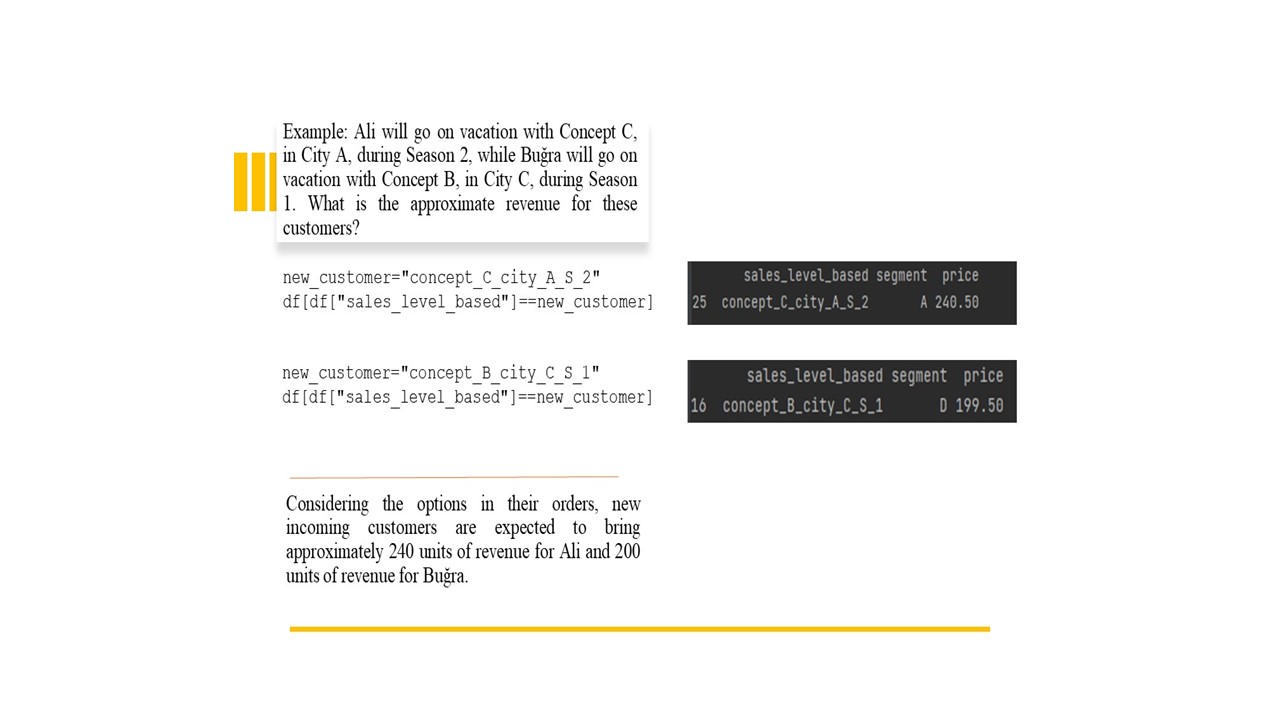 Example: Ali will go on vacation with Concept C,
in City A, during Season 2, while Buğra will go on
vacation with Concept B, in City C, during Season
1. What is the approximate revenue for these
customers?
new_customer="concept_C_city_A_S_2"
df[df["sales_level_based"]==new_customer]
sales_level_based segment price
25 concept_C_city_A_S_2 A 240.50
new_customer="concept_B_city_C_S_1"
df[df["sales_level_based"]==new_customer]
sales_level_based segment price
16 concept_B_city_C_S_1 D 199.50
Considering the options in their orders, new
incoming customers are expected to bring
approximately 240 units of revenue for Ali and 200
units of revenue for Buğra.